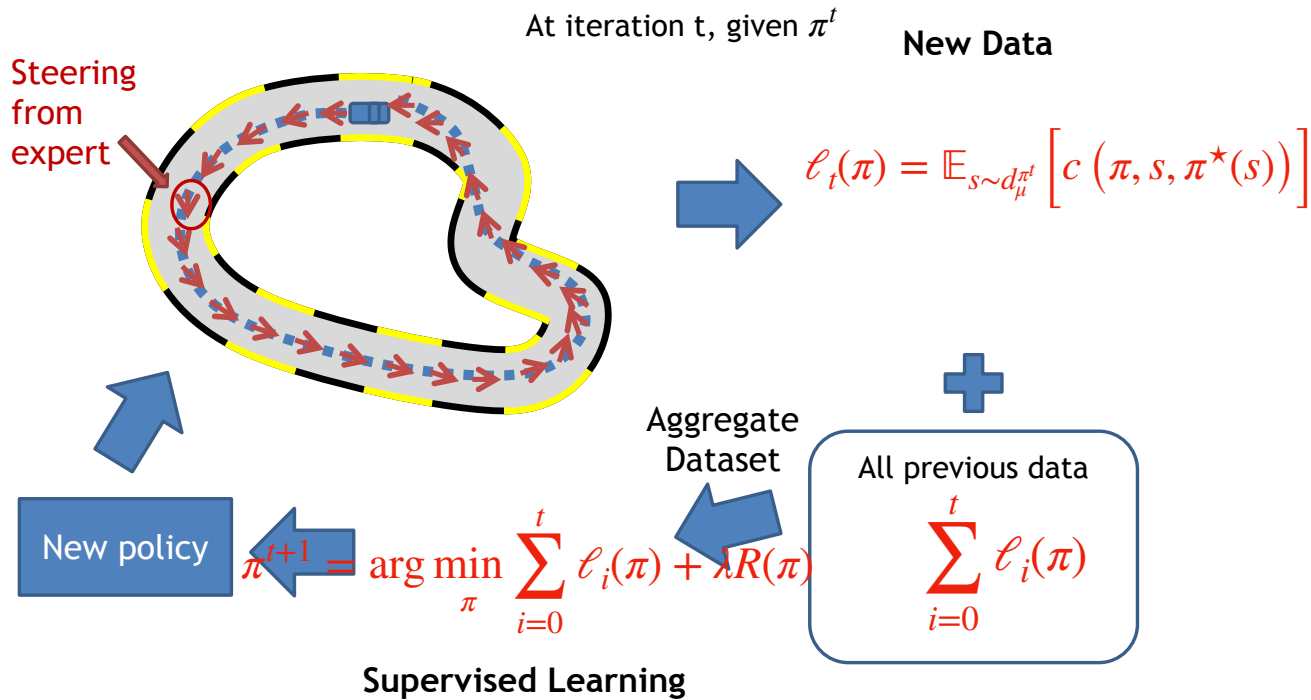 At iteration t, given π^t
New Data
Steering
from
expert
ℓ_t(π) = 𝔼_{s∼d_μ^{π^t}} [c (π, s, π^⋆(s))]
Aggregate
Dataset
All previous data
∑_{i=0}^{t} ℓ_i(π)
New policy
π^{t+1} = arg min_π ∑_{i=0}^{t} ℓ_i(π) + λR(π)
Supervised Learning